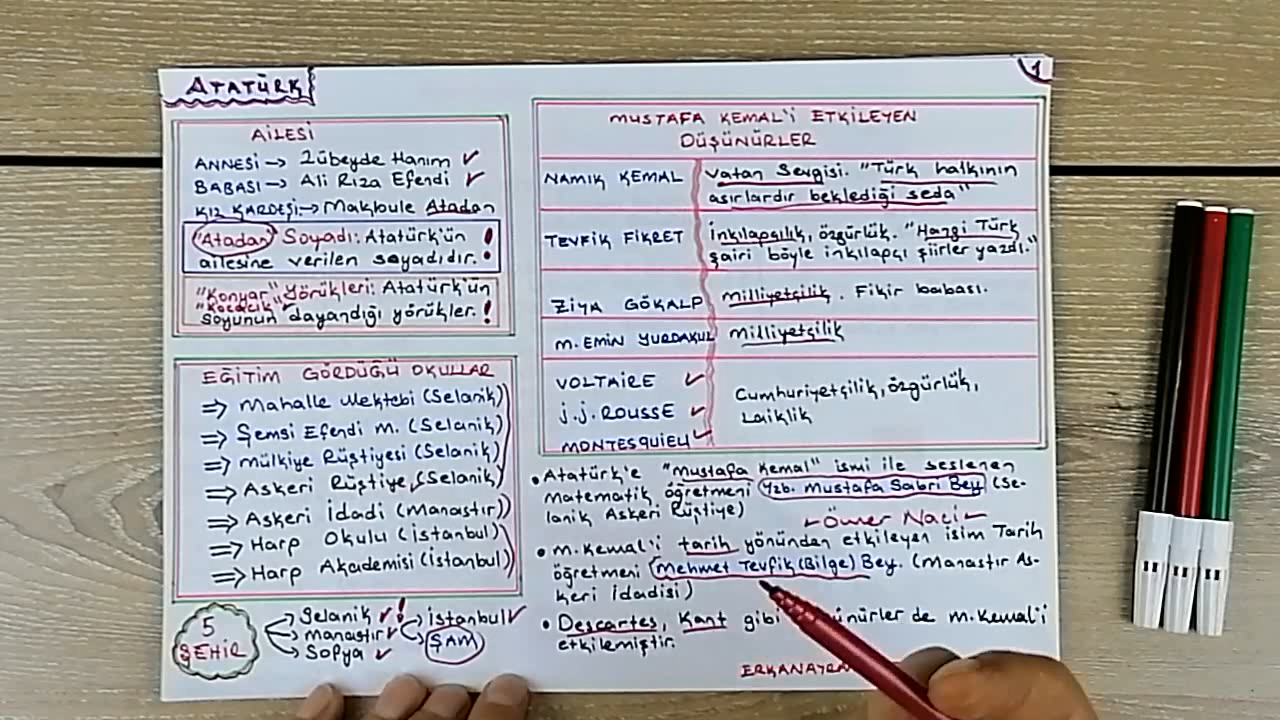 ATATÜRK
1
AİLESİ
ANNESİ → Zübeyde Hanım ✓
BABASI → Ali Rıza Efendi ✓
KIZ KARDEŞİ → Makbule Atadan
"Atadan" Soyadı: Atatürk'ün !
ailesine verilen soyadıdır.
"Konyar" Yörükleri: Atatürk'ün
"Kocacık"
soyunun dayandığı yörükler. !
EĞİTİM GÖRDÜĞÜ OKULLAR
⇒ Mahalle Mektebi (Selanik)
⇒ Şemsi Efendi M. (Selanik)
⇒ Mülkiye Rüştiyesi (Selanik)
⇒ Askeri Rüştiye (Selanik)
⇒ Askeri İdadi (Manastır)
⇒ Harp Okulu (İstanbul)
⇒ Harp Akademisi (İstanbul)
5
ŞEHİR
Selanik ✓ !
Manastır ✓
Sofya ✓
İstanbul ✓
ŞAM
MUSTAFA KEMAL'İ ETKİLEYEN
DÜŞÜNÜRLER
NAMIK KEMAL
Vatan Sevgisi. "Türk halkının
asırlardır beklediği seda"
TEVFİK FİKRET
İnkılapçılık, özgürlük. "Hangi Türk
şairi böyle inkılapçı şiirler yazdı."
ZİYA GÖKALP
Milliyetçilik. Fikir babası.
M. EMİN YURDAKUL
Milliyetçilik
VOLTAIRE ✓
J.J. ROUSSE ✓
MONTESQUIEU ✓
Cumhuriyetçilik, özgürlük,
Laiklik
• Atatürk'e "Mustafa Kemal" ismi ile seslenen
Matematik öğretmeni Yzb. Mustafa Sabri Bey (Se-
lanik Askeri Rüştiye)
Ömer Naci
• M. Kemal'i tarih yönünden etkileyen isim Tarih
öğretmeni Mehmet Tevfik (Bilge) Bey. (Manastır As-
keri İdadisi)
• Descartes, Kant gibi de M. Kemal'i
etkilemiştir.